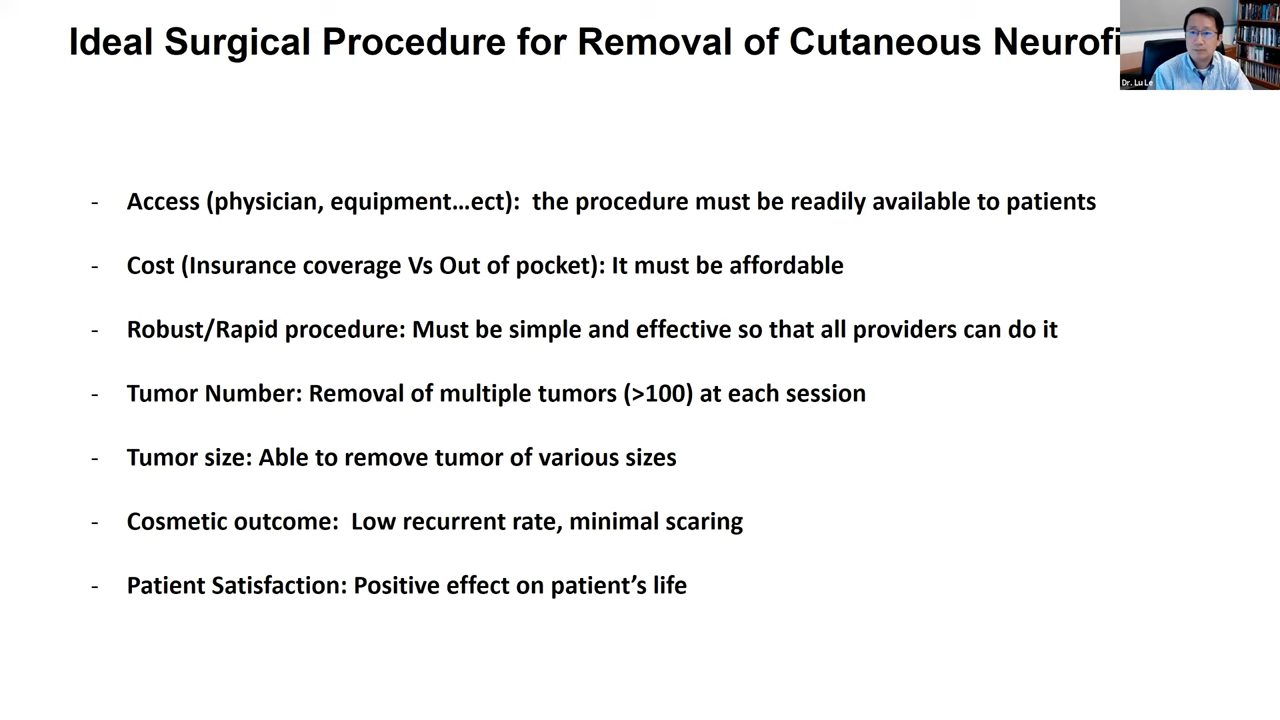 Ideal Surgical Procedure for Removal of Cutaneous
Dr. Lu Le
- Access (physician, equipment…ect):  the procedure must be readily available to patients
- Cost (Insurance coverage Vs Out of pocket): It must be affordable
- Robust/Rapid procedure: Must be simple and effective so that all providers can do it
- Tumor Number: Removal of multiple tumors (>100) at each session
- Tumor size: Able to remove tumor of various sizes
- Cosmetic outcome:  Low recurrent rate, minimal scaring
- Patient Satisfaction: Positive effect on patient’s life